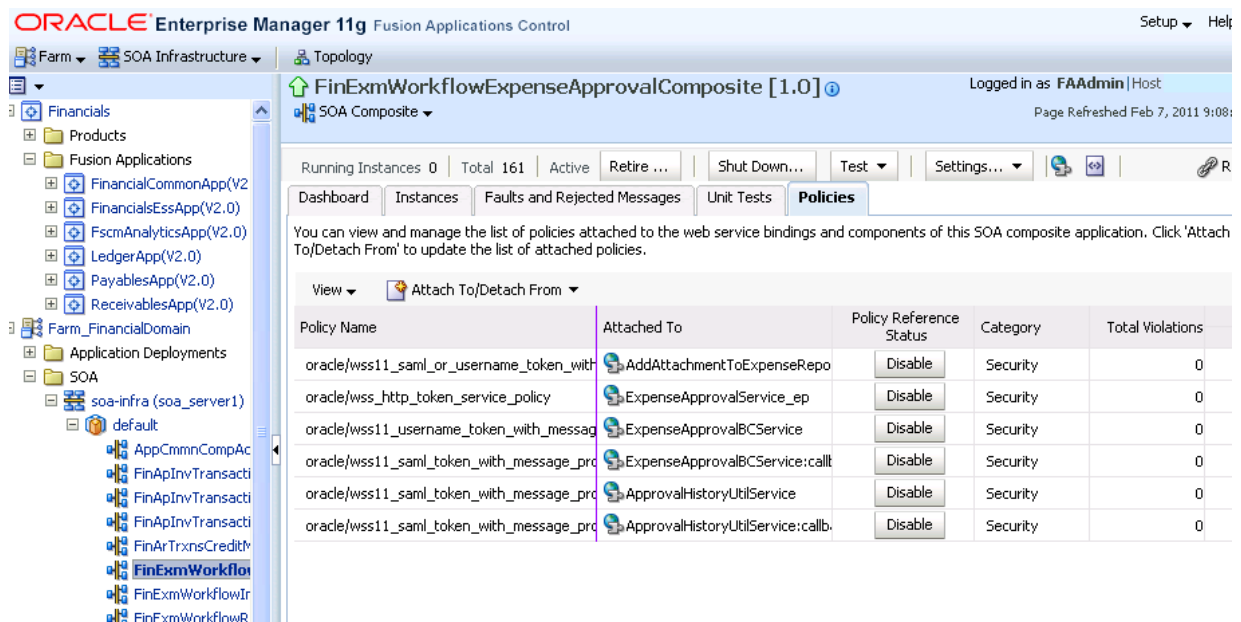 ORACLE Enterprise Manager 11g Fusion Applications Control
Setup
Farm SOA Infrastructure Topology
FinExmWorkflowExpenseApprovalComposite [1.0]
Logged in as FAAdmin|Host
SOA Composite
Page Refreshed Feb 7, 2011 9:08:
Financials
Products
Fusion Applications
FinancialCommonApp(V2
FinancialsEssApp(V2.0)
FscmAnalyticsApp(V2.0)
LedgerApp(V2.0)
PayablesApp(V2.0)
ReceivablesApp(V2.0)
Farm_FinancialDomain
Application Deployments
SOA
soa-infra (soa_server1)
default
AppCmmnCompAc
FinApInvTransacti
FinApInvTransacti
FinApInvTransacti
FinArTrxnsCreditM
FinExmWorkflow
FinExmWorkflowIr
FinExmWorkflowR
Running Instances 0 Total 161 Active Retire ... Shut Down... Test Settings... R
Dashboard Instances Faults and Rejected Messages Unit Tests Policies
You can view and manage the list of policies attached to the web service bindings and components of this SOA composite application. Click 'Attach
To/Detach From' to update the list of attached policies.
View Attach To/Detach From
Policy Name Attached To Policy Reference Status Category Total Violations
oracle/wss11_saml_or_username_token_with AddAttachmentToExpenseRepo Disable Security 0
oracle/wss_http_token_service_policy ExpenseApprovalService_ep Disable Security 0
oracle/wss11_username_token_with_messag ExpenseApprovalBCService Disable Security 0
oracle/wss11_saml_token_with_message_pro ExpenseApprovalBCService:callb Disable Security 0
oracle/wss11_saml_token_with_message_pro ApprovalHistoryUtilService Disable Security 0
oracle/wss11_saml_token_with_message_pro ApprovalHistoryUtilService:callb Disable Security 0